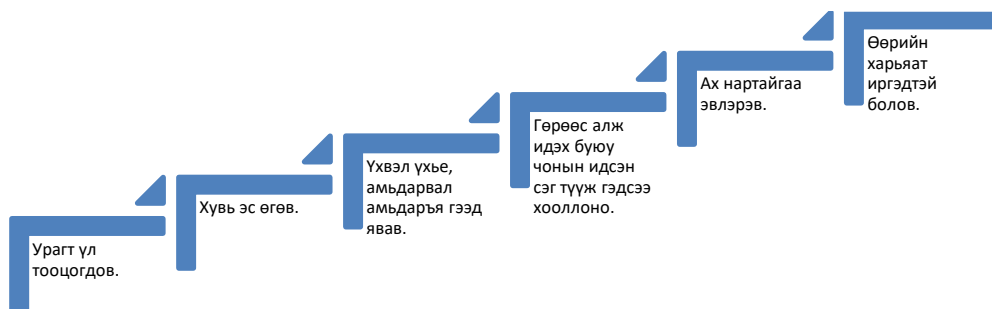 Урагт үл
тооцогдов.
Хувь эс өгөв.
Үхвэл үхье,
амьдарвал
амьдаръя гээд
явав.
Гөрөөс алж
идэх буюу
чонын идсэн
сэг түүж гэдсээ
хооллоно.
Ах нартайгаа
эвлэрэв.
Өөрийн
харьяат
иргэдтэй
болов.